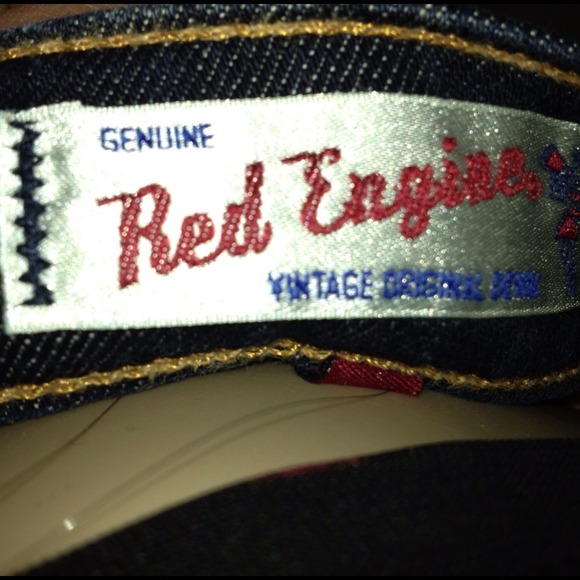 GENUINE
Red Engine
VINTAGE ORIGINAL DENIM